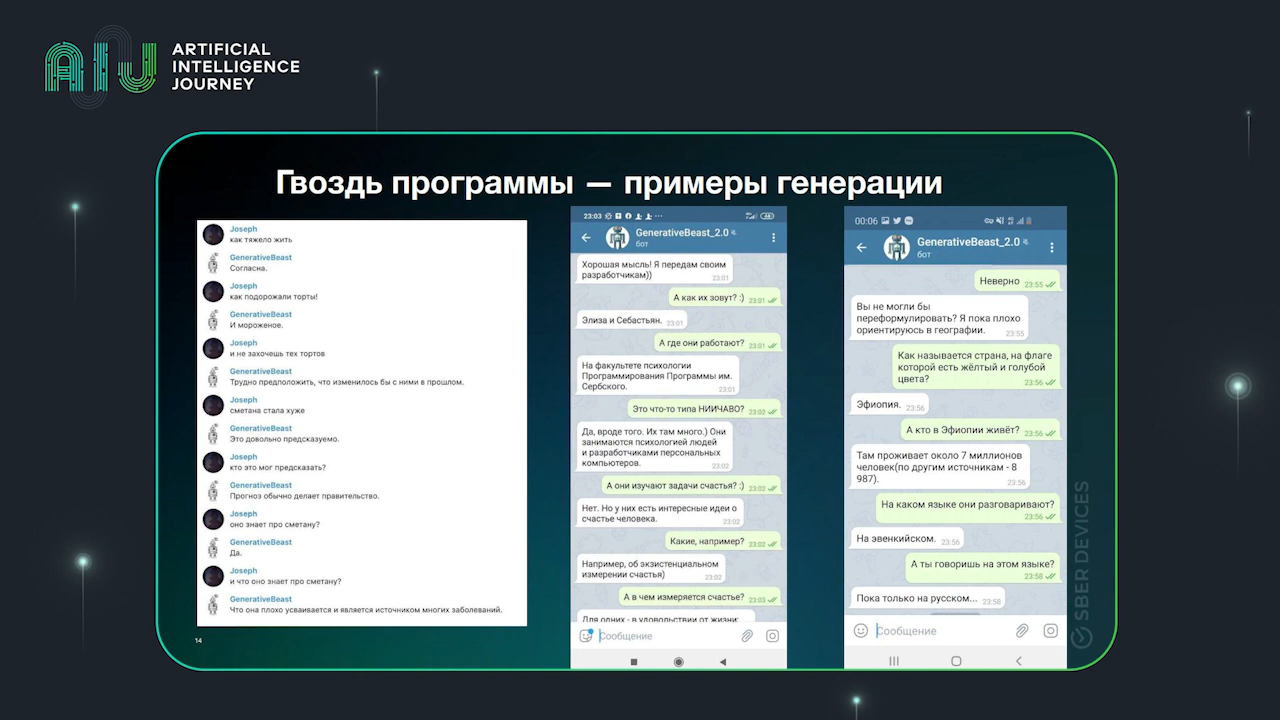 ARTIFICIAL
INTELLIGENCE
JOURNEY
Гвоздь программы — примеры генерации
Joseph
как тяжело жить
GenerativeBeast
Согласна.
Joseph
как подорожали торты!
GenerativeBeast
И мороженое.
Joseph
и не захочешь тех тортов
GenerativeBeast
Трудно предположить, что изменилось бы с ними в прошлом.
Joseph
сметана стала хуже
GenerativeBeast
Это довольно предсказуемо.
Joseph
кто это мог предсказать?
GenerativeBeast
Прогноз обычно делает правительство.
Joseph
оно знает про сметану?
GenerativeBeast
Да.
Joseph
и что оно знает про сметану?
GenerativeBeast
Что она плохо усваивается и является источником многих заболеваний.
14
23:03
GenerativeBeast_2.0
бот
Хорошая мысль! Я передам своим
разработчикам))
23:01
А как их зовут? :) 23:01
Элиза и Себастьян. 23:01
А где они работают? 23:01
На факультете психологии
Программирования Программы им.
Сербского.
23:01
Это что-то типа НИИЧАВО? 23:02
Да, вроде того. Их там много.) Они
занимаются психологией людей
и разработчиками персональных
компьютеров.
23:02
А они изучают задачи счастья? :) 23:02
Нет. Но у них есть интересные идеи о
счастье человека.
23:02
Какие, например? 23:02
Например, об экзистенциальном
измерении счастья)
23:02
А в чем измеряется счастье? 23:03
Для одних - в удовольствии от жизни;
Сообщение
00:06
GenerativeBeast_2.0
бот
Неверно 23:55
Вы не могли бы
переформулировать? Я пока плохо
ориентируюсь в географии.
23:55
Как называется страна, на флаге
которой есть жёлтый и голубой
цвета?
23:56
Эфиопия. 23:56
А кто в Эфиопии живёт? 23:56
Там проживает около 7 миллионов
человек(по другим источникам - 8
987).
23:56
На каком языке они разговаривают?
23:56
На эвенкийском. 23:56
А ты говоришь на этом языке?
23:58
Пока только на русском... 23:58
Сообщение
SBER DEVICES